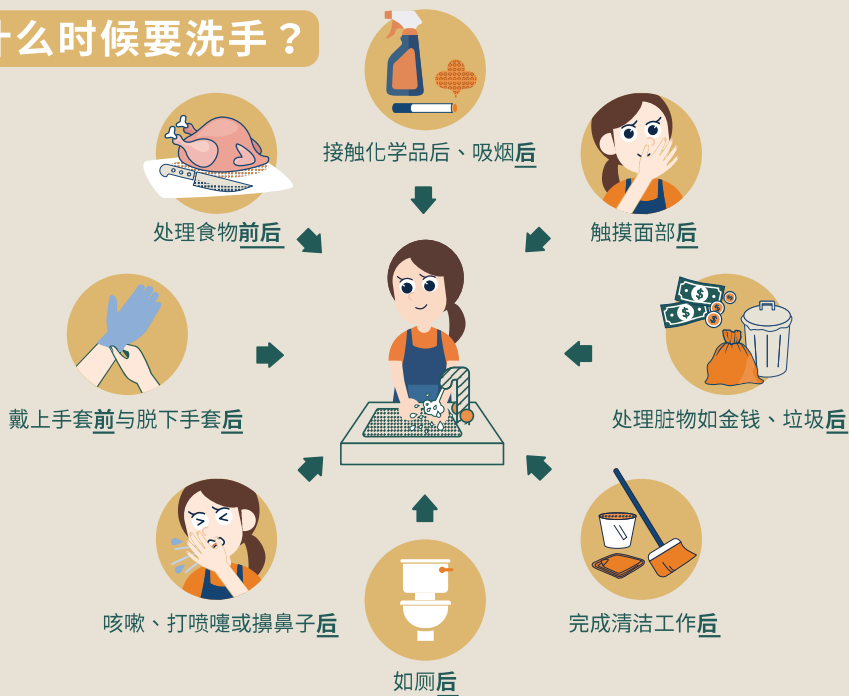 什么时候要洗手？
接触化学品后、吸烟后
处理食物前后
触摸面部后
戴上手套前与脱下手套后
处理脏物如金钱、垃圾后
咳嗽、打喷嚏或擤鼻子后
完成清洁工作后
如厕后